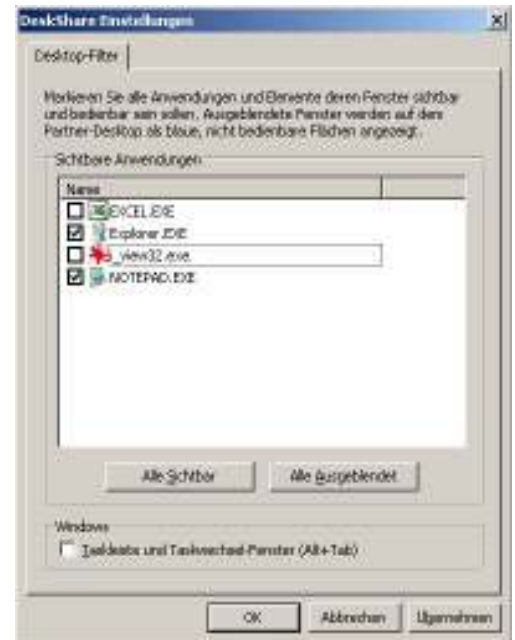 DeskShare Einstellungen
Desktop-Filter
Markieren Sie alle Anwendungen und Elemente deren Fenster sichtbar
und bedienbar sein sollen. Ausgeblendete Fenster werden auf dem
Partner-Desktop als blaue, nicht bedienbare Flächen angezeigt.
Sichtbare Anwendungen
Name
EXCEL.EXE
Explorer.EXE
_view32.exe
NOTEPAD.EXE
Alle Sichtbar
Alle Ausgeblendet
Windows
Taskleiste und Taskwechsel-Fenster (Alt+Tab)
OK
Abbrechen
Übernehmen